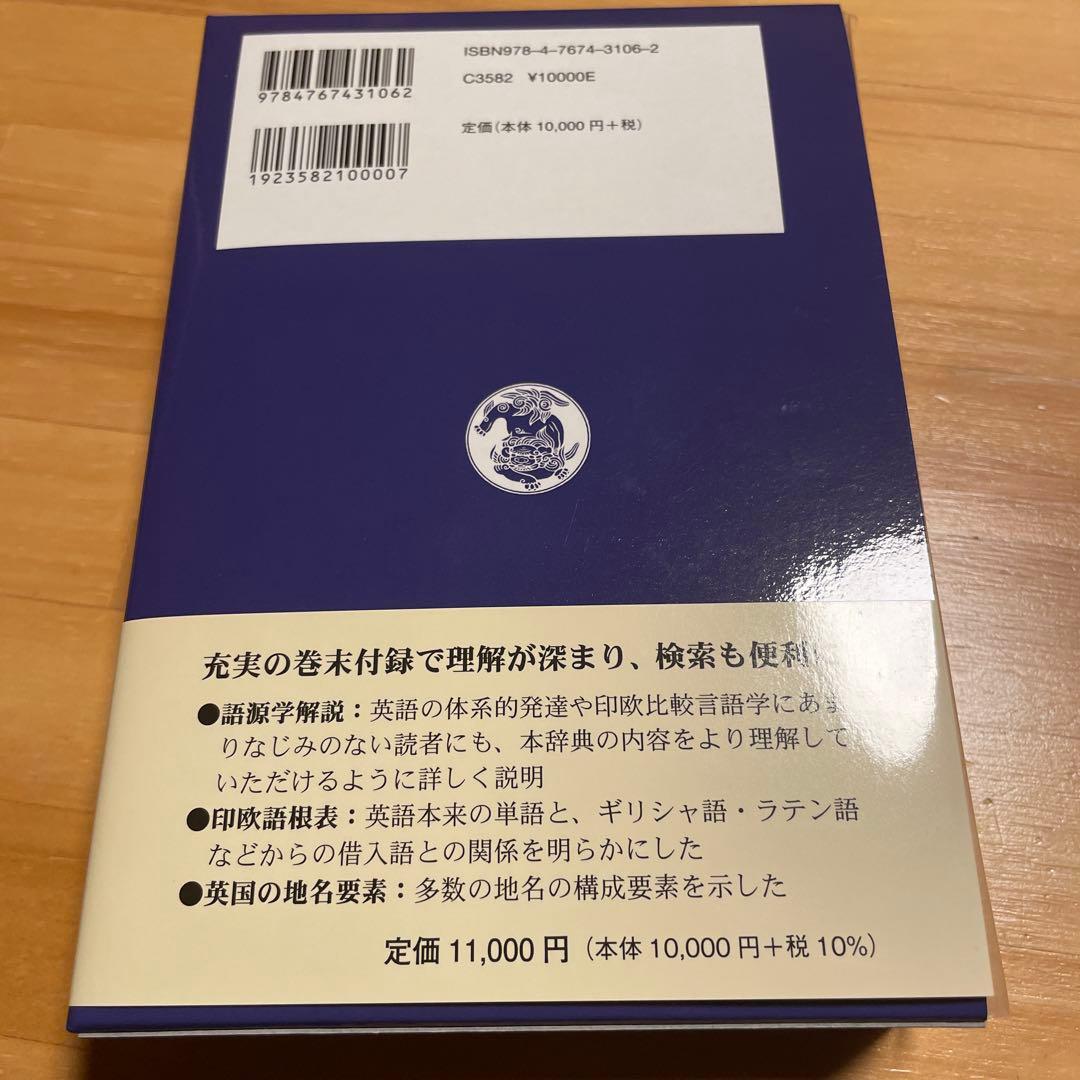 ISBN978-4-7674-3106-2
C3582 ¥10000E
9784767431062
定価(本体 10,000 円+税)
1923582100007
充実の巻末付録で理解が深まり、検索も便利
●語源学解説：英語の体系的発達や印欧比較言語学にあま
りなじみのない読者にも、本辞典の内容をより理解して
いただけるように詳しく説明
●印欧語根表：英語本来の単語と、ギリシャ語・ラテン語
などからの借入語との関係を明らかにした
●英国の地名要素：多数の地名の構成要素を示した
定価 11,000 円（本体 10,000 円+税 10%）